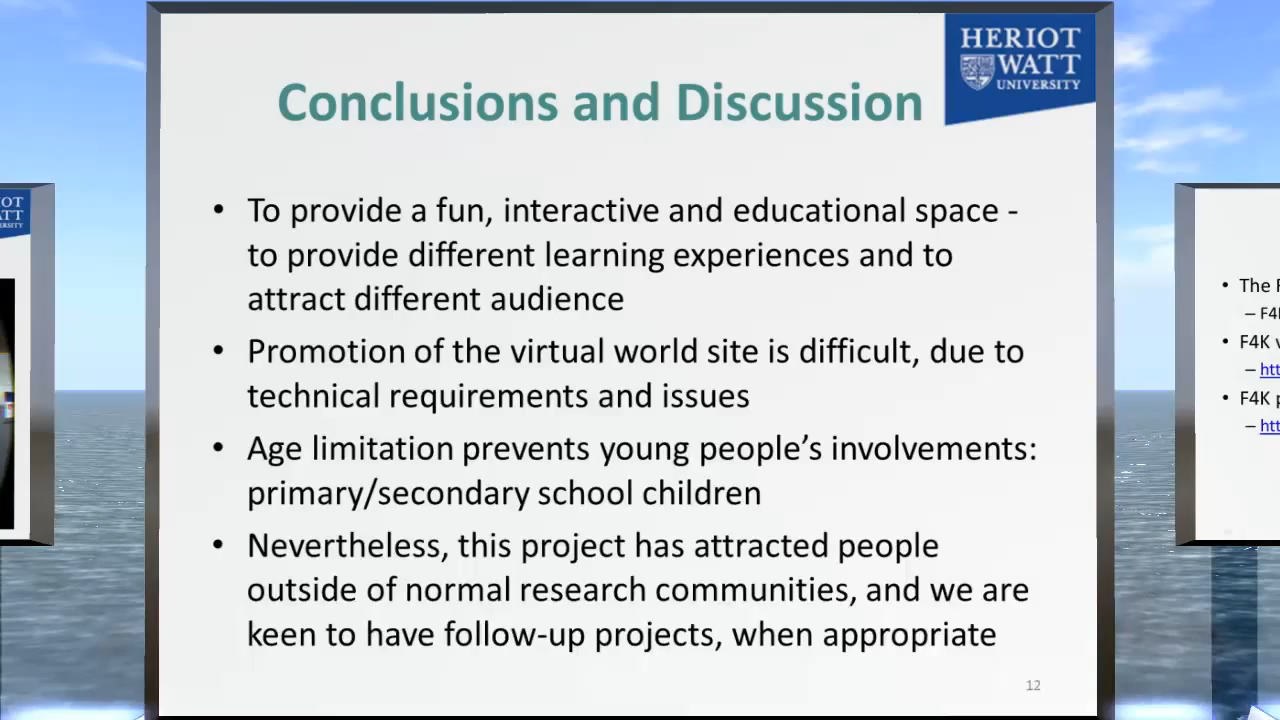 HERIOT
WATT
UNIVERSITY
Conclusions and Discussion
• To provide a fun, interactive and educational space -
to provide different learning experiences and to
attract different audience
• Promotion of the virtual world site is difficult, due to
technical requirements and issues
• Age limitation prevents young people’s involvements:
primary/secondary school children
• Nevertheless, this project has attracted people
outside of normal research communities, and we are
keen to have follow-up projects, when appropriate
12
• The
• F4K